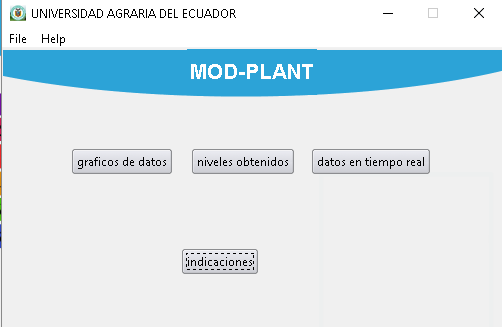 UNIVERSIDAD AGRARIA DEL ECUADOR
File Help
MOD-PLANT
graficos de datos niveles obtenidos datos en tiempo real
indicaciones